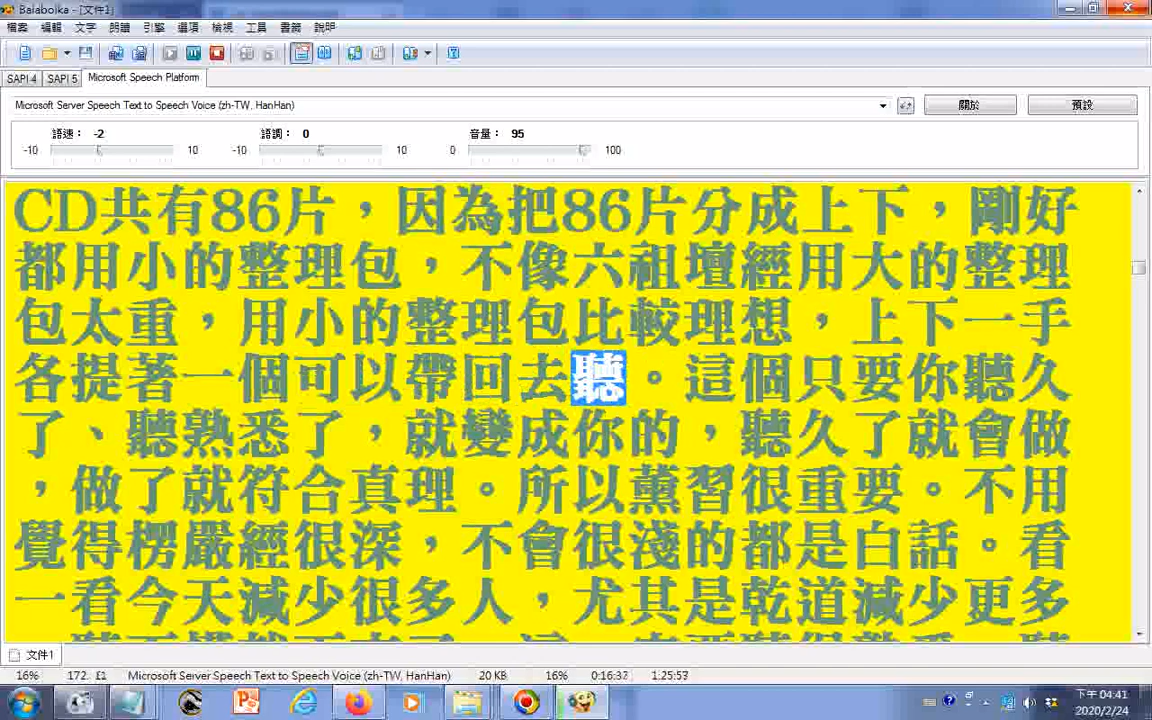 Balabolka - [文件1]
檔案 編輯 文字 朗讀 引擎 選項 檢視 工具 書籤 說明
SAPI 4 SAPI 5 Microsoft Speech Platform
Microsoft Server Speech Text to Speech Voice (zh-TW, HanHan)
關於 預設
語速： -2 語調： 0 音量： 95
-10 10 -10 10 0 100
CD共有86片，因為把86片分成上下，剛好
都用小的整理包，不像六祖壇經用大的整理
包太重，用小的整理包比較理想，上下一手
各提著一個可以帶回去聽。這個只要你聽久
了、聽熟悉了，就變成你的，聽久了就會做
，做了就符合真理。所以薰習很重要。不用
覺得楞嚴經很深，不會很淺的都是白話。看
一看今天減少很多人，尤其是乾道減少更多
文件1
16% 172: 11 Microsoft Server Speech Text to Speech Voice (zh-TW, HanHan) 20 KB 16% 0:16:32 1:25:53
下午 04:41
2020/2/24